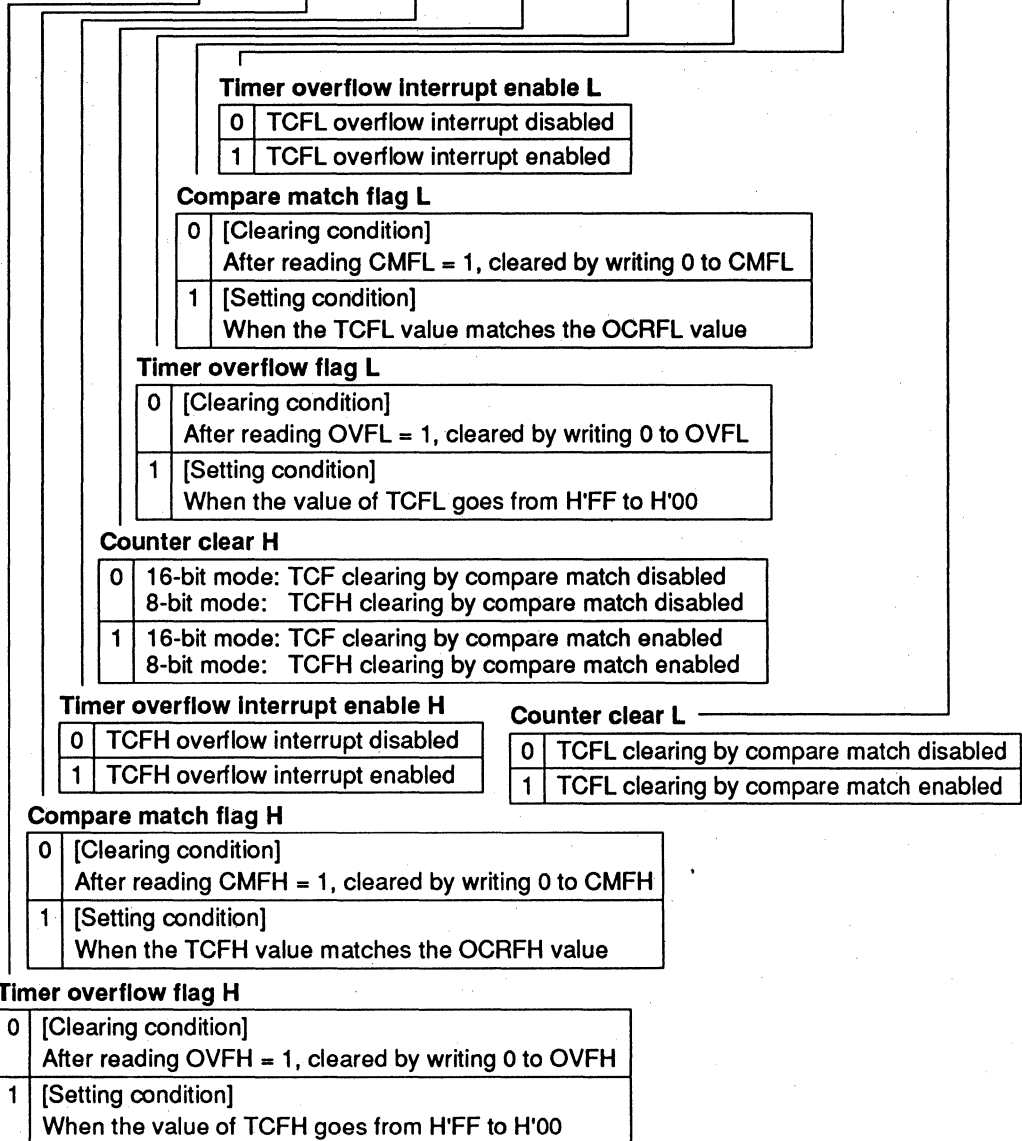 Timer overflow interrupt enable L
0 TCFL overflow interrupt disabled
1 TCFL overflow interrupt enabled
Compare match flag L
0 [Clearing condition]
After reading CMFL = 1, cleared by writing 0 to CMFL
1 [Setting condition]
When the TCFL value matches the OCRFL value
Timer overflow flag L
0 [Clearing condition]
After reading OVFL = 1, cleared by writing 0 to OVFL
1 [Setting condition]
When the value of TCFL goes from H'FF to H'00
Counter clear H
0 16-bit mode: TCF clearing by compare match disabled
8-bit mode: TCFH clearing by compare match disabled
1 16-bit mode: TCF clearing by compare match enabled
8-bit mode: TCFH clearing by compare match enabled
Timer overflow interrupt enable H
0 TCFH overflow interrupt disabled
1 TCFH overflow interrupt enabled
Counter clear L
0 TCFL clearing by compare match disabled
1 TCFL clearing by compare match enabled
Compare match flag H
0 [Clearing condition]
After reading CMFH = 1, cleared by writing 0 to CMFH
1 [Setting condition]
When the TCFH value matches the OCRFH value
Timer overflow flag H
0 [Clearing condition]
After reading OVFH = 1, cleared by writing 0 to OVFH
1 [Setting condition]
When the value of TCFH goes from H'FF to H'00